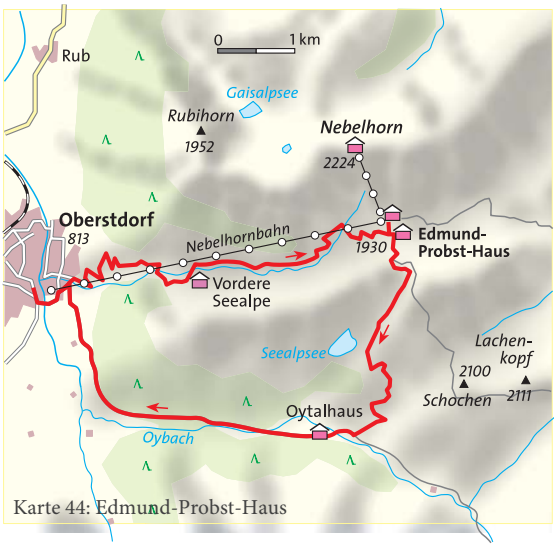 Rub
0 1 km
Gaisalpsee
Rubihorn
1952
Nebelhorn
2224
Oberstdorf
813
Nebelhornbahn
1930
Edmund-
Probst-Haus
Vordere
Seealpe
Seealpsee
Lachen-
kopf
2100
2111
Schochen
Oytalhaus
Oybach
Karte 44: Edmund-Probst-Haus